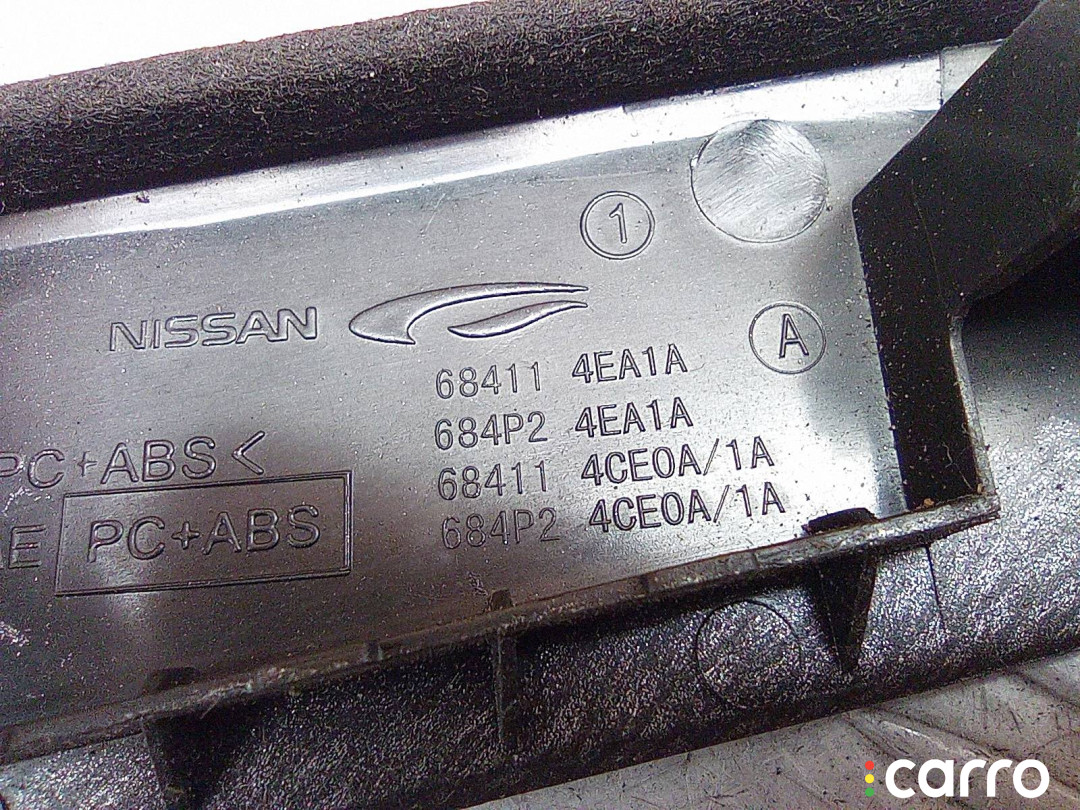 1
NISSAN
A
68411 4EA1A
684P2 4EA1A
68411 4CE0A/1A
684P2 4CE0A/1A
PC+ABS<
E PC+ABS
carro